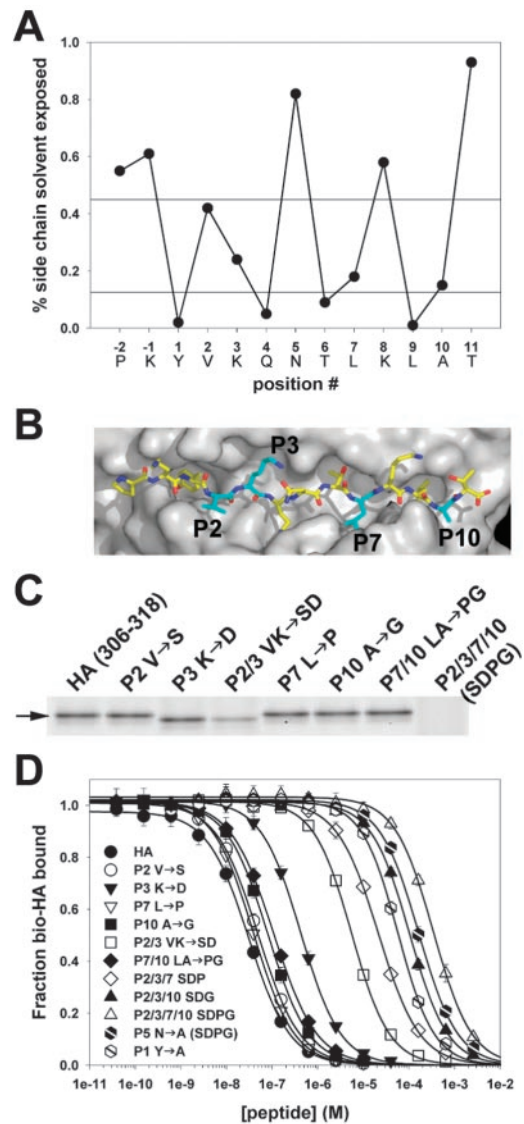 A
% side chain solvent exposed
1.0
0.8
0.6
0.4
0.2
0.0
-2 -1 1 2 3 4 5 6 7 8 9 10 11
P K Y V K Q N T L K L A T
position #
B
P3
P2
P7
P10
C
HA (306-318)
P2 V→S
P3 K→D
P2/3 VK→SD
P7 L→P
P10 A→G
P7/10 LA→PG
P2/3/7/10
(SDPG)
D
Fraction bio-HA bound
1.0
0.8
0.6
0.4
0.2
0.0
HA
P2 V→S
P3 K→D
P7 L→P
P10 A→G
P2/3 VK→SD
P7/10 LA→PG
P2/3/7 SDP
P2/3/10 SDG
P2/3/7/10 SDPG
P5 N→A (SDPG)
P1 Y→A
1e-11 1e-10 1e-9 1e-8 1e-7 1e-6 1e-5 1e-4 1e-3 1e-2
[peptide] (M)